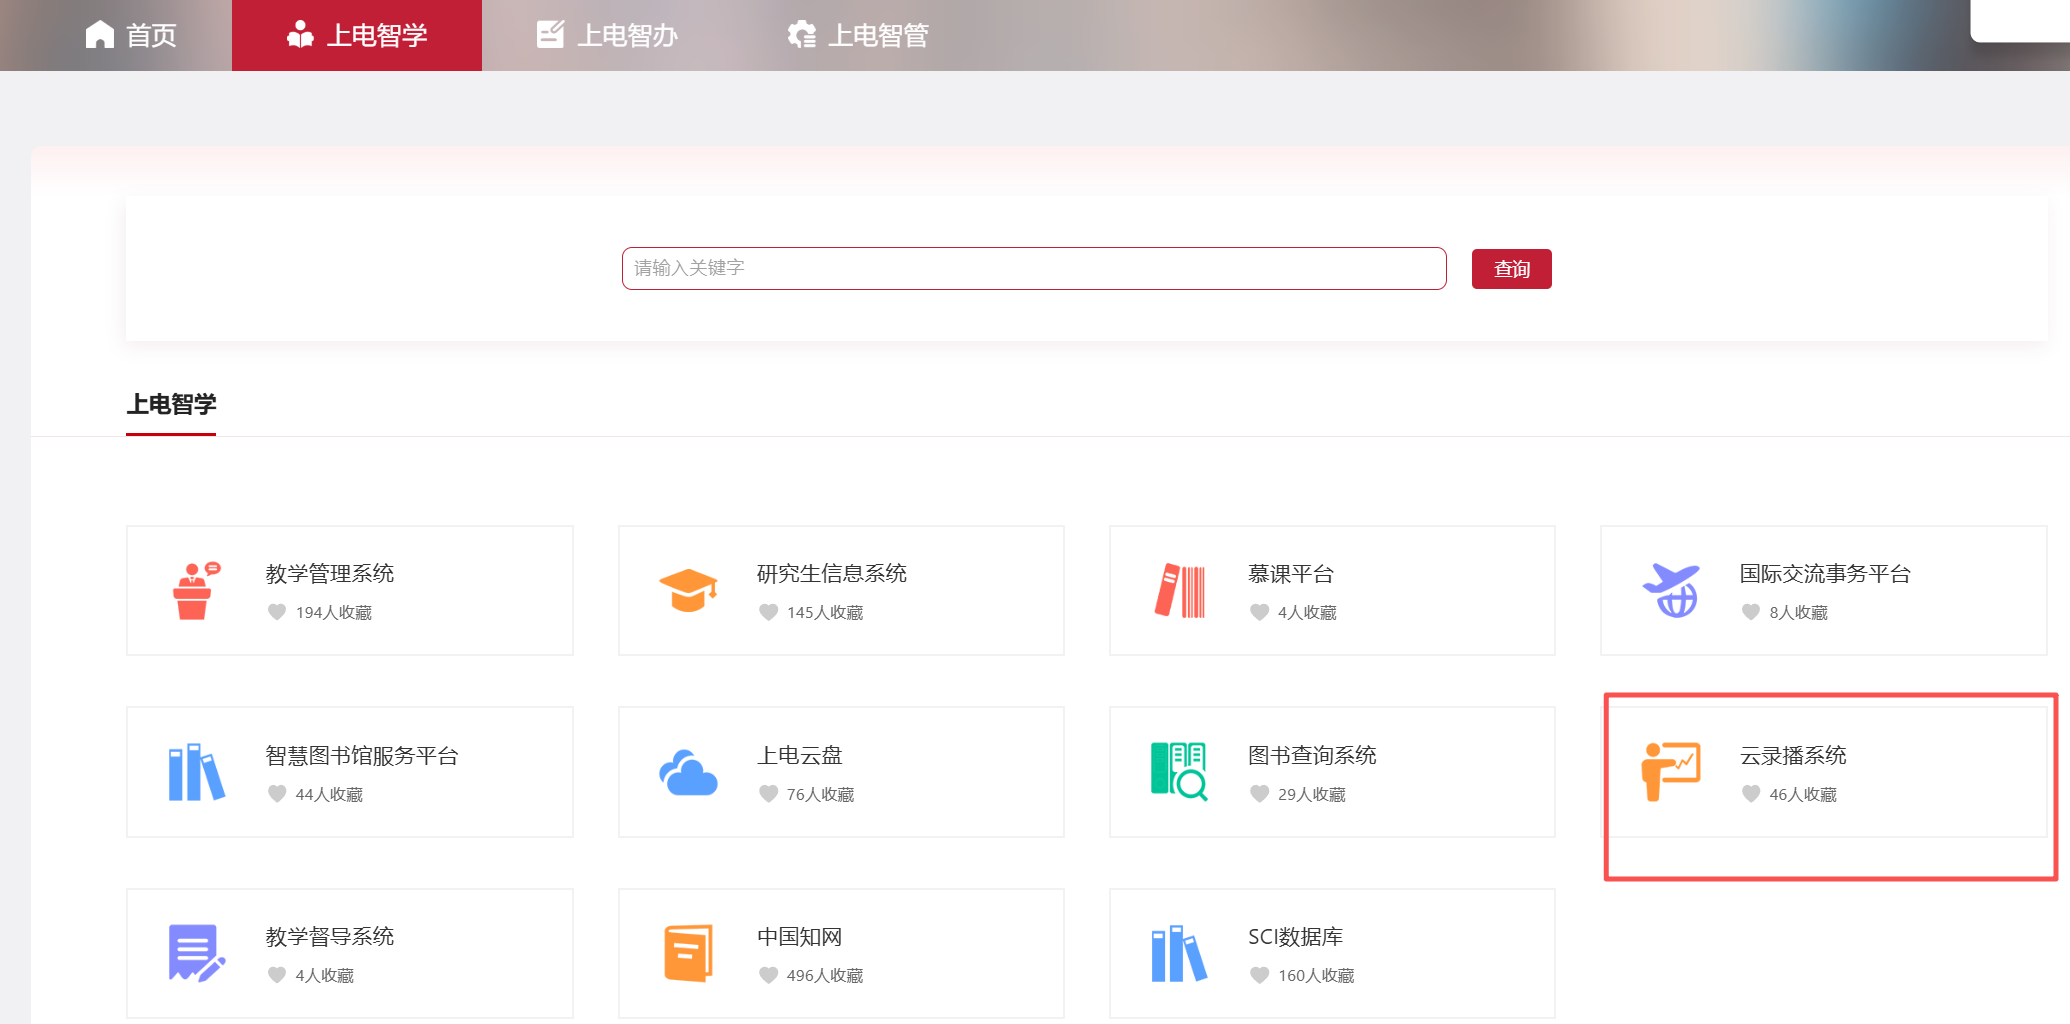 首页
上电智学
上电智办
上电智管
请输入关键字
查询
上电智学
教学管理系统
194人收藏
研究生信息系统
145人收藏
慕课平台
4人收藏
国际交流事务平台
8人收藏
智慧图书馆服务平台
44人收藏
上电云盘
76人收藏
图书查询系统
29人收藏
云录播系统
46人收藏
教学督导系统
4人收藏
中国知网
496人收藏
SCI数据库
160人收藏